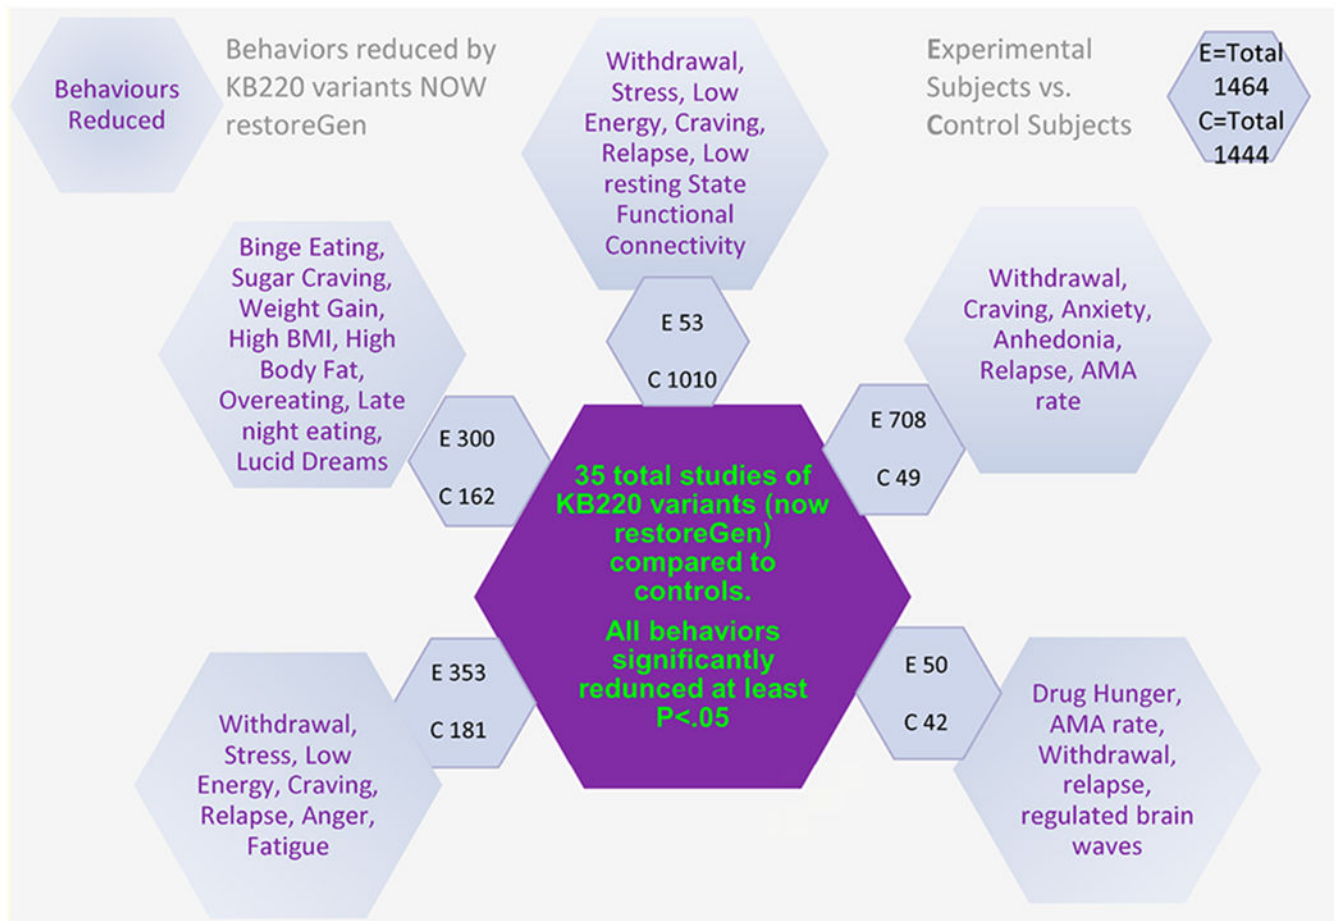 Behaviours
Reduced
Behaviors reduced by
KB220 variants NOW
restoreGen
Withdrawal,
Stress, Low
Energy, Craving,
Relapse, Low
resting State
Functional
Connectivity
Experimental
Subjects vs.
Control Subjects
E=Total
1464
C=Total
1444
Binge Eating,
Sugar Craving,
Weight Gain,
High BMI, High
Body Fat,
Overeating, Late
night eating,
Lucid Dreams
E 300
C 162
E 53
C 1010
Withdrawal,
Craving, Anxiety,
Anhedonia,
Relapse, AMA
rate
E 708
C 49
35 total studies of
KB220 variants (now
restoreGen)
compared to
controls.
All behaviors
significantly
redunced at least
P<.05
Withdrawal,
Stress, Low
Energy, Craving,
Relapse, Anger,
Fatigue
E 353
C 181
E 50
C 42
Drug Hunger,
AMA rate,
Withdrawal,
relapse,
regulated brain
waves